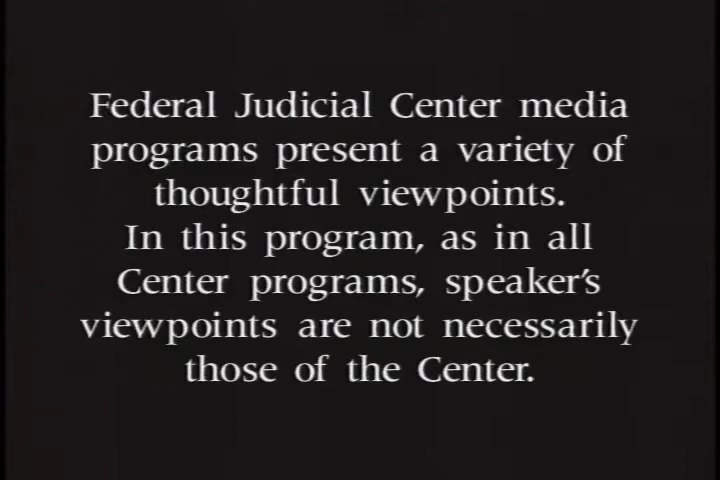 Federal Judicial Center media
programs present a variety of
thoughtful viewpoints.
In this program, as in all
Center programs, speaker's
viewpoints are not necessarily
those of the Center.